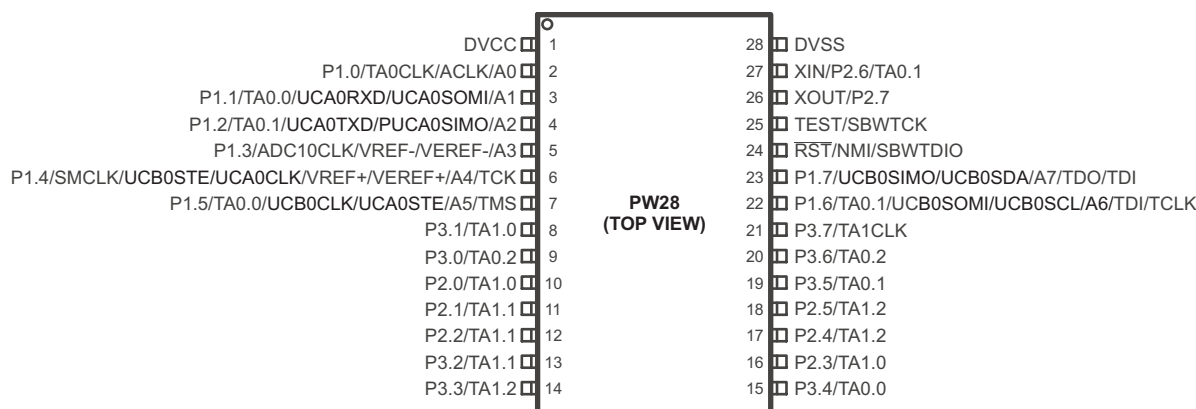 DVCC 1 28 DVSS
P1.0/TA0CLK/ACLK/A0 2 27 XIN/P2.6/TA0.1
P1.1/TA0.0/UCA0RXD/UCA0SOMI/A1 3 26 XOUT/P2.7
P1.2/TA0.1/UCA0TXD/PUCA0SIMO/A2 4 25 TEST/SBWTCK
P1.3/ADC10CLK/VREF-/VEREF-/A3 5 24 RST/NMI/SBWTDIO
P1.4/SMCLK/UCB0STE/UCA0CLK/VREF+/VEREF+/A4/TCK 6 23 P1.7/UCB0SIMO/UCB0SDA/A7/TDO/TDI
P1.5/TA0.0/UCB0CLK/UCA0STE/A5/TMS 7 PW28 22 P1.6/TA0.1/UCB0SOMI/UCB0SCL/A6/TDI/TCLK
P3.1/TA1.0 8 (TOP VIEW) 21 P3.7/TA1CLK
P3.0/TA0.2 9 20 P3.6/TA0.2
P2.0/TA1.0 10 19 P3.5/TA0.1
P2.1/TA1.1 11 18 P2.5/TA1.2
P2.2/TA1.1 12 17 P2.4/TA1.2
P3.2/TA1.1 13 16 P2.3/TA1.0
P3.3/TA1.2 14 15 P3.4/TA0.0